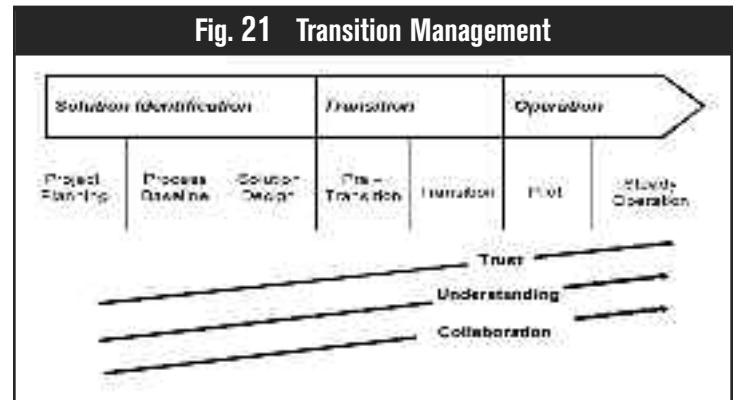 Fig. 21 Transition Management
Solution Identification Transition Operation
Project Process Solution Pre – Steady
Planning Baseline Design Transition Transition Pilot Operation
Trust
Understanding
Collaboration